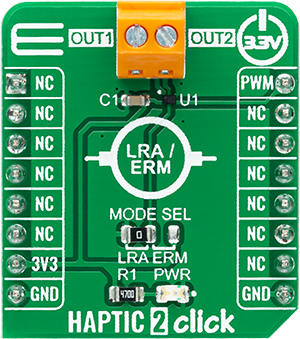 OUT1 OUT2 3.3V
C1 U1
PWM
NC NC
NC NC
LRA /
ERM
NC NC
NC NC
MODE SEL
NC NC
0
NC NC
LRA ERM
3V3 NC
R1 PWR
4700
GND GND
HAPTIC 2 click